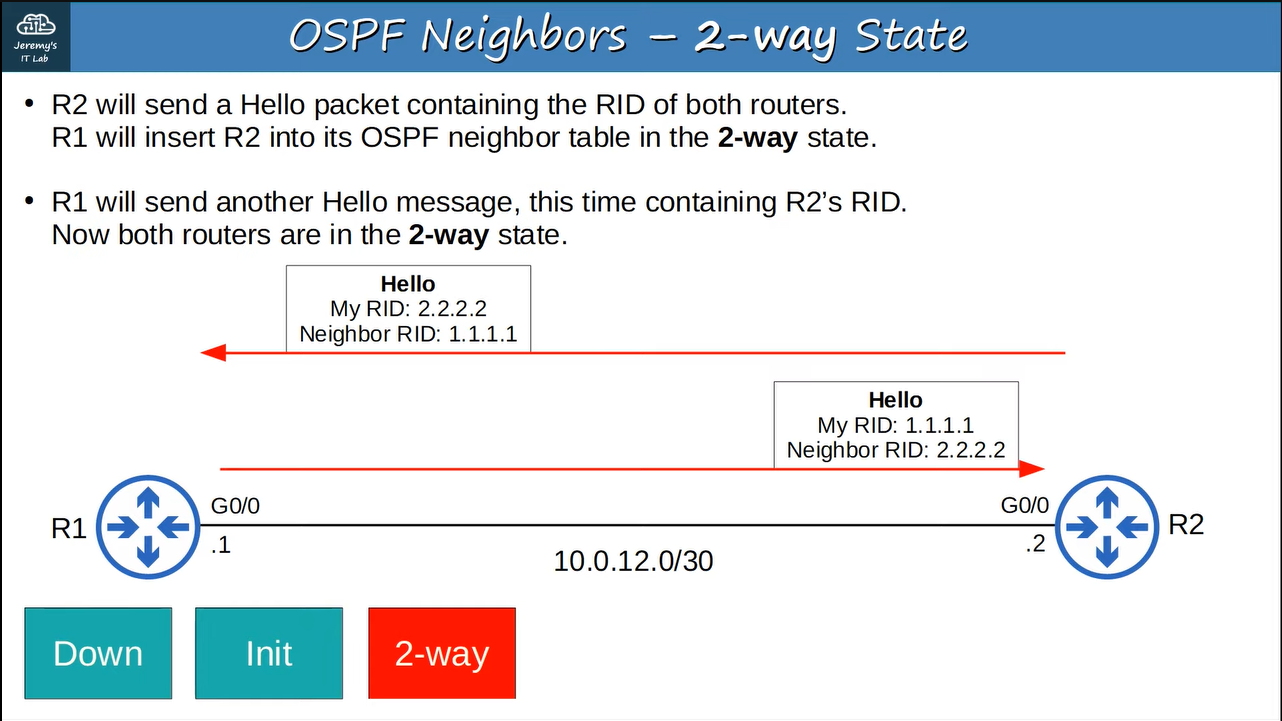 Jeremy's
IT Lab
OSPF Neighbors – 2-way State
• R2 will send a Hello packet containing the RID of both routers.
R1 will insert R2 into its OSPF neighbor table in the 2-way state.
• R1 will send another Hello message, this time containing R2’s RID.
Now both routers are in the 2-way state.
Hello
My RID: 2.2.2.2
Neighbor RID: 1.1.1.1
Hello
My RID: 1.1.1.1
Neighbor RID: 2.2.2.2
R1
G0/0
.1
10.0.12.0/30
G0/0
.2
R2
Down
Init
2-way